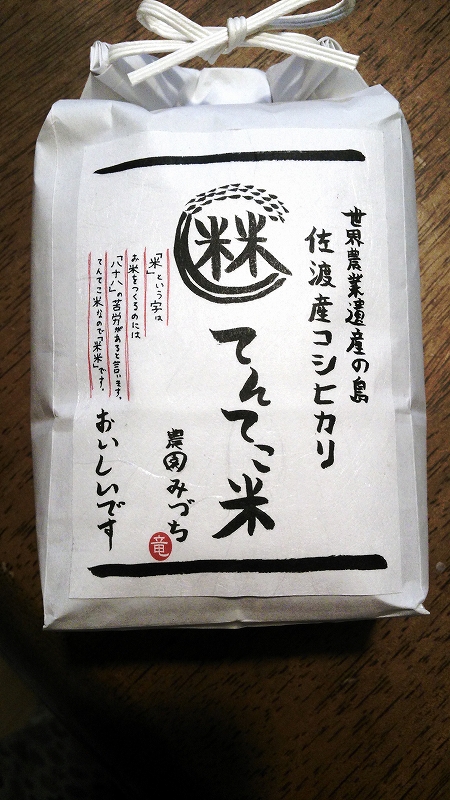 世界農業遺産の島
佐渡産コシヒカリ
米米
てんてこ米
農園みづち
竜
「米」という字は
お米をつくるのには
「八十八」の苦労があると言います。
てんてこ米なので「米米」です。
おいしいです